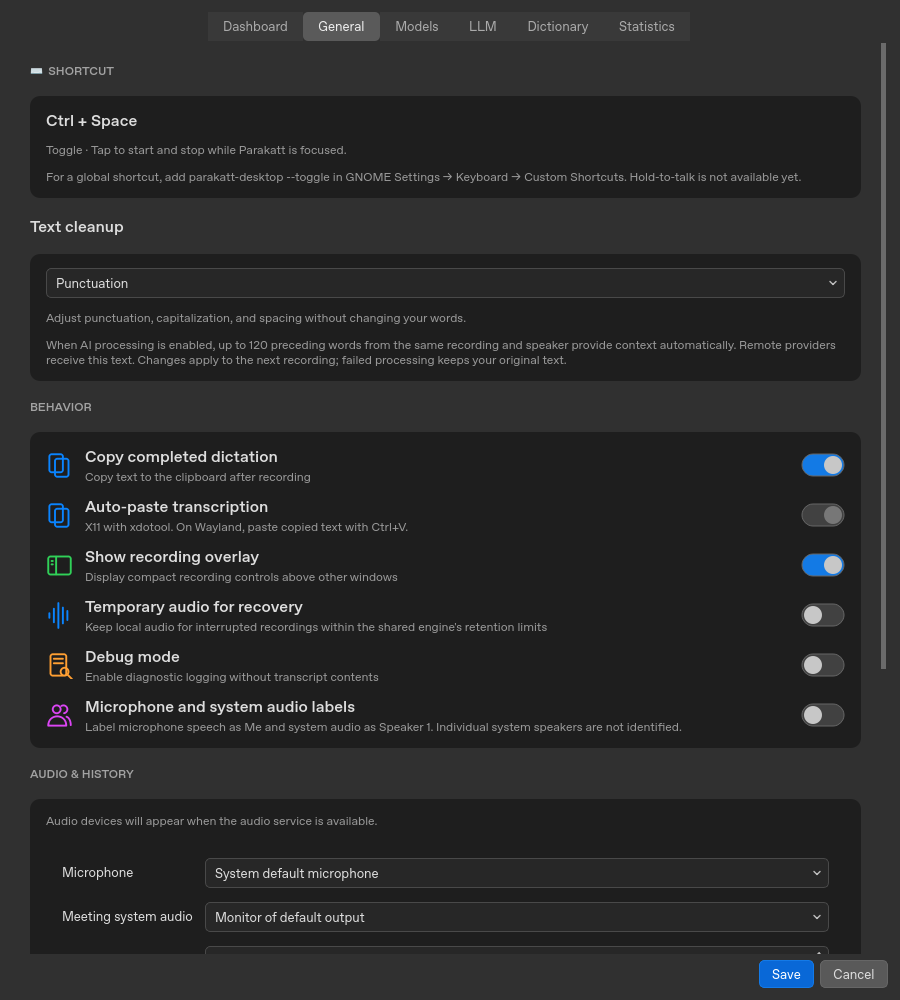 Dashboard General Models LLM Dictionary Statistics
SHORTCUT
Ctrl + Space
Toggle · Tap to start and stop while Parakatt is focused.
For a global shortcut, add parakatt-desktop --toggle in GNOME Settings → Keyboard → Custom Shortcuts. Hold-to-talk is not available yet.
Text cleanup
Punctuation
Adjust punctuation, capitalization, and spacing without changing your words.
When AI processing is enabled, up to 120 preceding words from the same recording and speaker provide context automatically. Remote providers
receive this text. Changes apply to the next recording; failed processing keeps your original text.
BEHAVIOR
Copy completed dictation
Copy text to the clipboard after recording
Auto-paste transcription
X11 with xdotool. On Wayland, paste copied text with Ctrl+V.
Show recording overlay
Display compact recording controls above other windows
Temporary audio for recovery
Keep local audio for interrupted recordings within the shared engine's retention limits
Debug mode
Enable diagnostic logging without transcript contents
Microphone and system audio labels
Label microphone speech as Me and system audio as Speaker 1. Individual system speakers are not identified.
AUDIO & HISTORY
Audio devices will appear when the audio service is available.
Microphone System default microphone
Meeting system audio Monitor of default output
Save Cancel